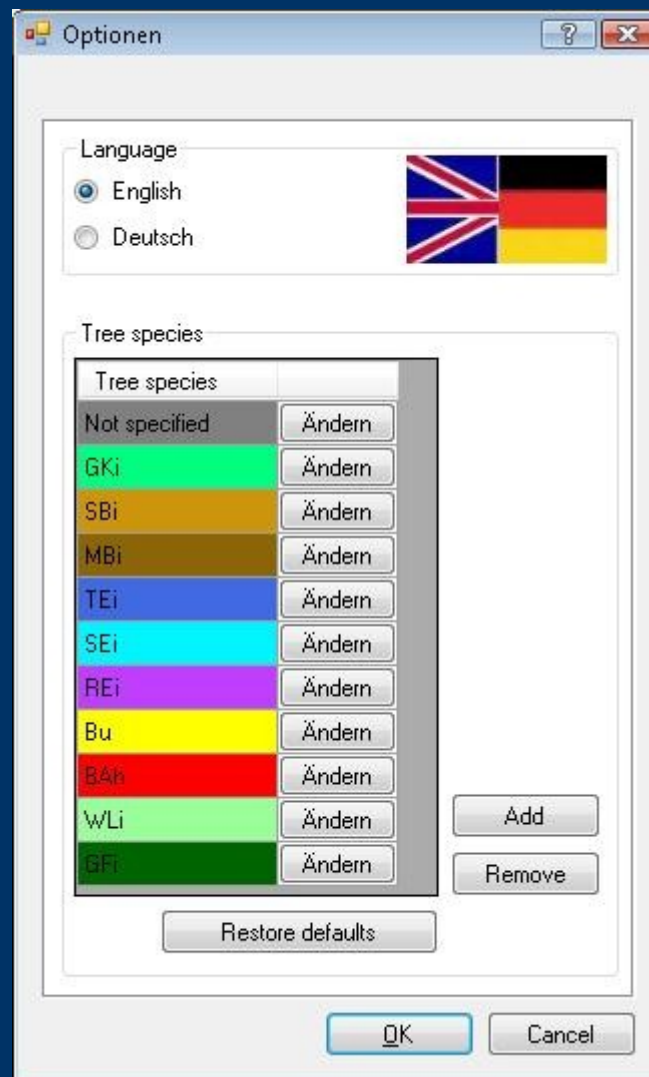 Optionen
Language
English
Deutsch
Tree species
Tree species
Not specified Ändern
GKi Ändern
SBi Ändern
MBi Ändern
TEi Ändern
SEi Ändern
REi Ändern
Bu Ändern
BAh Ändern
WLi Ändern
Add
GFi Ändern
Remove
Restore defaults
OK Cancel